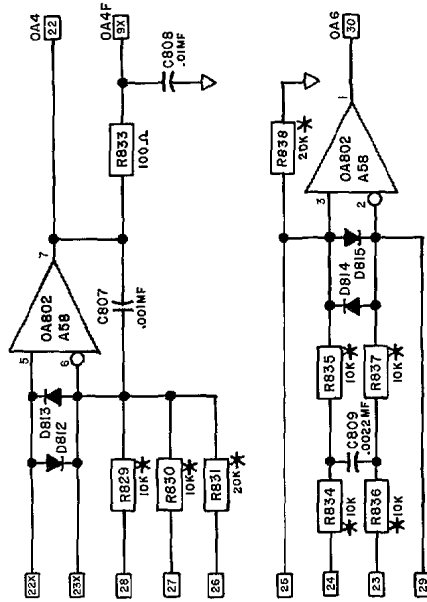 OA4
22
OA4F
9X
C808
.01MF
R833
100Ω
7
OA802
A58
5
6
C807
.001MF
D813
D812
R829
10K*
R830
10K*
R831
20K*
22X
23X
28
27
26
OA6
30
R838
20K*
1
OA802
A58
3
2
D814
D815
R835
10K*
R837
10K*
C809
.0022MF
R834
*10K
R836
*10K
25
24
23
29